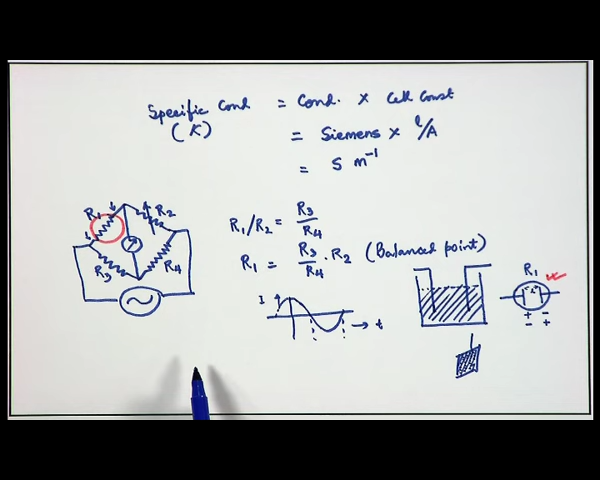 Specific Cond = Cond. × Cell Const
(K) = Siemens × l/A
= S m⁻¹
R₁ R₂
R₃ R₄
R₁/R₂ = R₃/R₄
R₁ = R₃/R₄ . R₂ (Balanced point)
I → t
R₁
+ +
− −